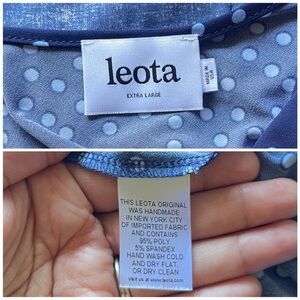 leota
EXTRA LARGE
MADE IN
USA
THIS LEOTA ORIGINAL
WAS HANDMADE
IN NEW YORK CITY
OF IMPORTED FABRIC
AND CONTAINS
95% POLY
5% SPANDEX
HAND WASH COLD
AND DRY FLAT.
OR DRY CLEAN
Visit us at
www.leota.com